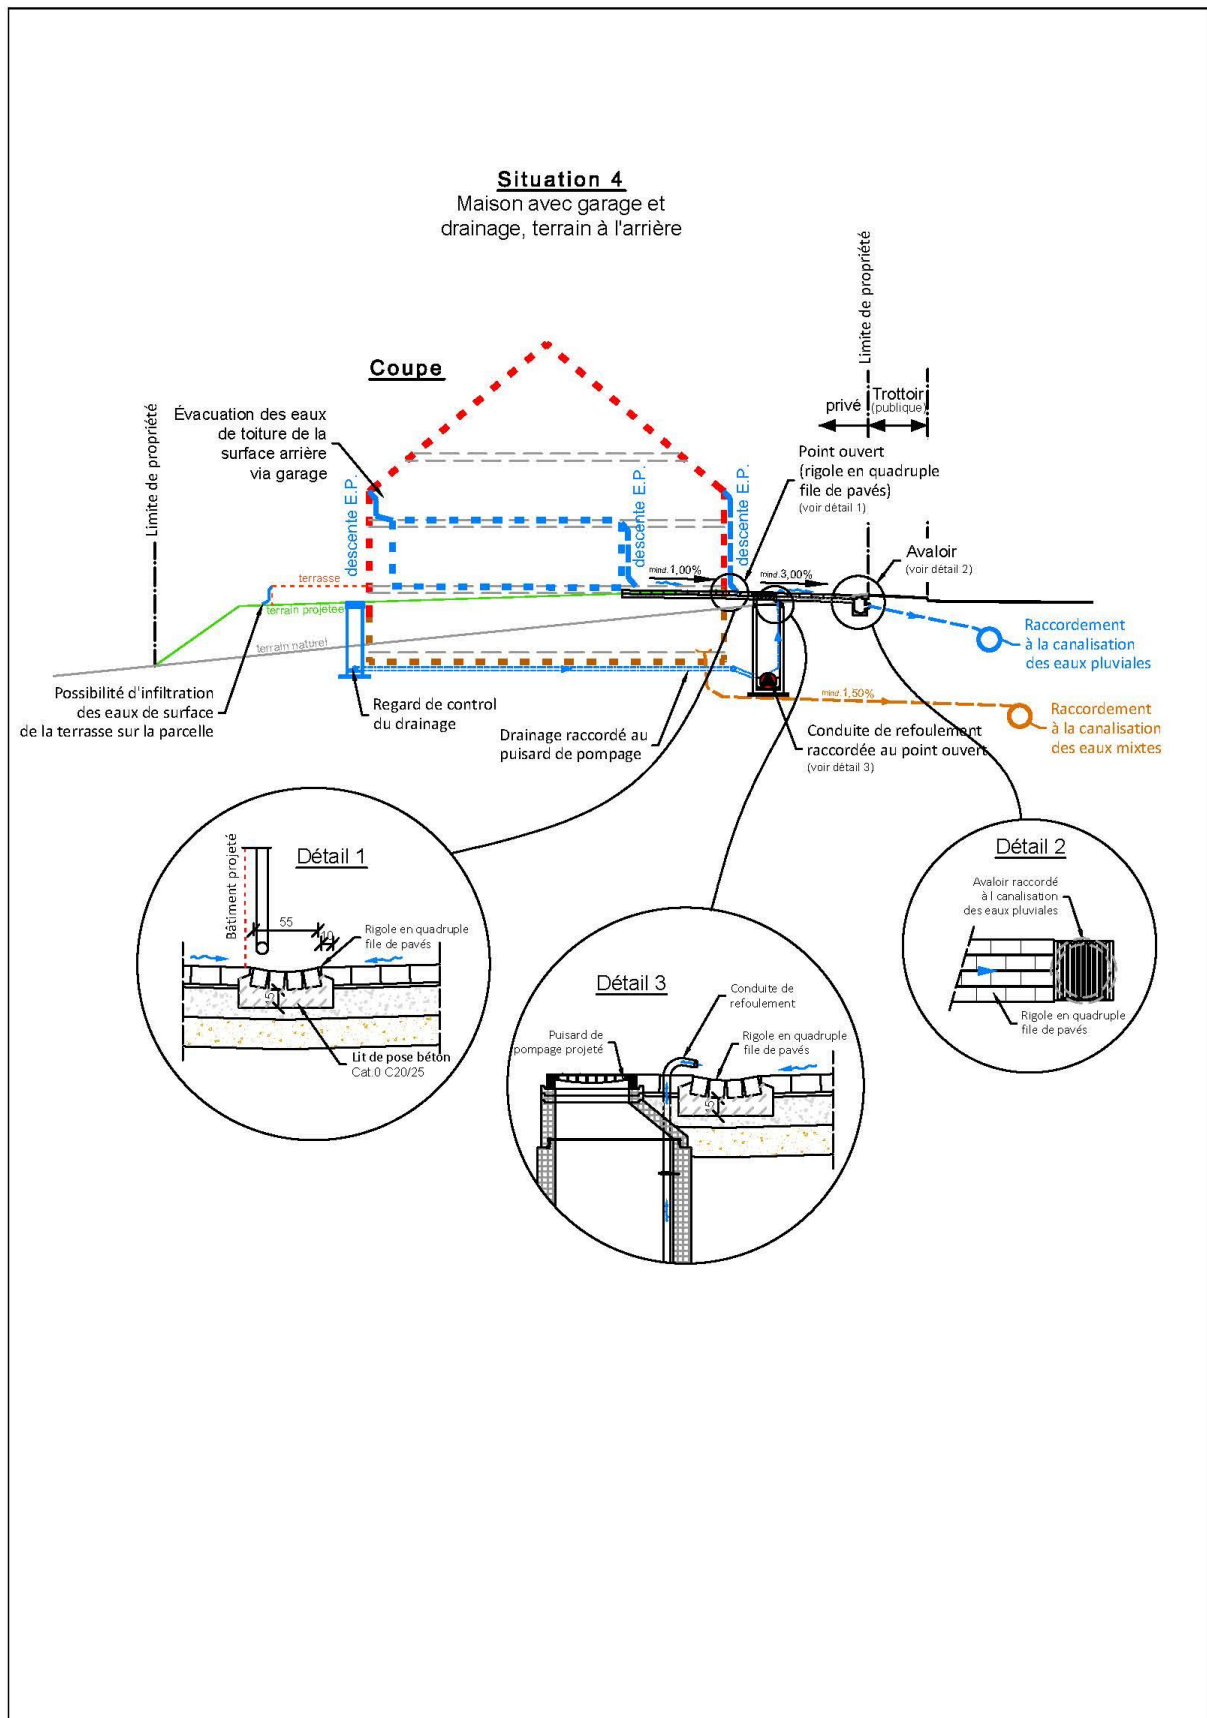 Situation 4
Maison avec garage et
drainage, terrain à l'arrière
Coupe
Limite de propriété
Limite de propriété
Évacuation des eaux
de toiture de la
surface arrière
via garage
privé
Trottoir
(publique)
Point ouvert
(rigole en quadruple
file de pavés)
(voir détail 1)
descente E.P.
descente E.P.
descente E.P.
Avaloir
(voir détail 2)
mind.1,00%
mind.3,00%
terrasse
terrain projetée
terrain naturel
Raccordement
à la canalisation
des eaux pluviales
Possibilité d'infiltration
des eaux de surface
de la terrasse sur la parcelle
Regard de control
du drainage
Drainage raccordé au
puisard de pompage
mind.1,50%
Conduite de refoulement
raccordée au point ouvert
(voir détail 3)
Raccordement
à la canalisation
des eaux mixtes
Détail 1
Bâtiment projeté
55
10
Rigole en quadruple
file de pavés
15
Lit de pose béton
Cat.0 C20/25
Détail 2
Avaloir raccordé
à l canalisation
des eaux pluviales
Rigole en quadruple
file de pavés
Détail 3
Conduite de
refoulement
Puisard de
pompage projeté
Rigole en quadruple
file de pavés
15